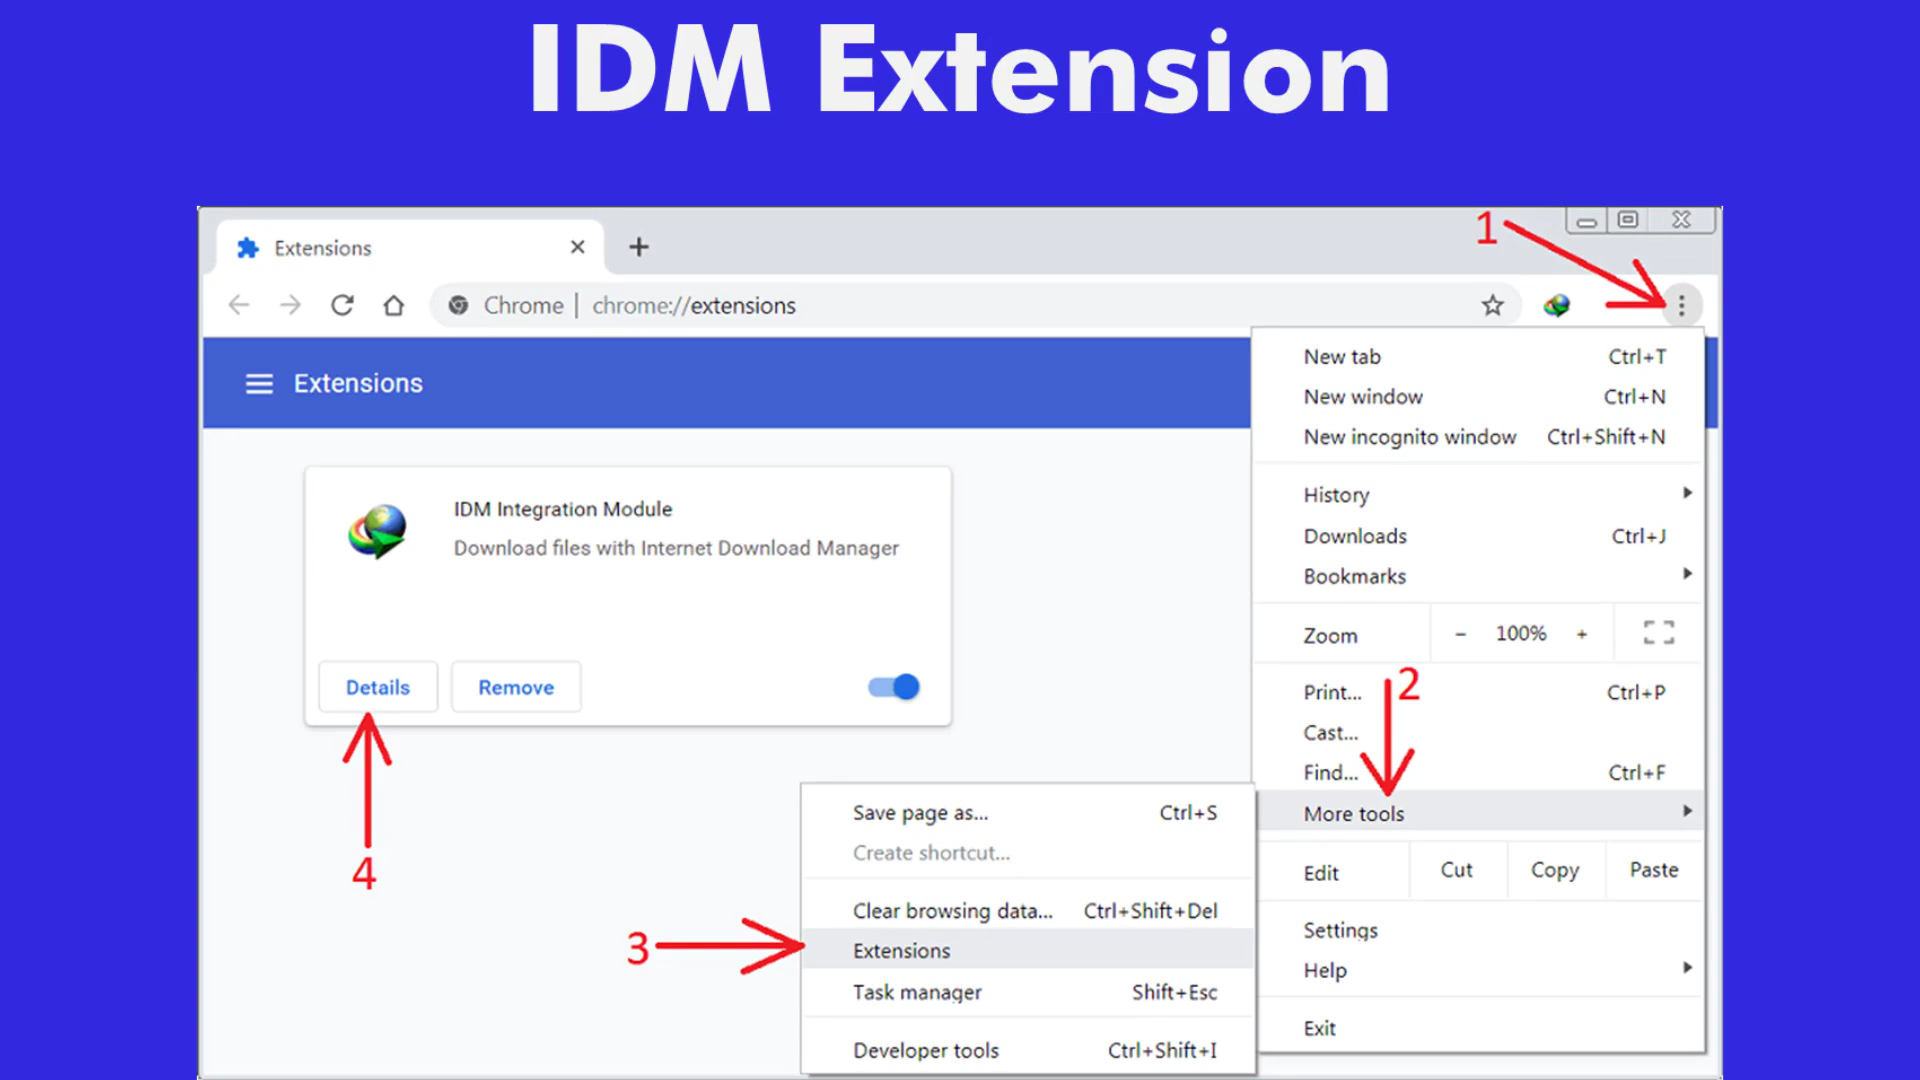 IDM Extension
1
Extensions
Chrome | chrome://extensions
Extensions
New tab Ctrl+T
New window Ctrl+N
New incognito window Ctrl+Shift+N
History
Downloads Ctrl+J
Bookmarks
Zoom - 100% +
2
Print... Ctrl+P
Cast...
Find... Ctrl+F
More tools
Edit Cut Copy Paste
Settings
Help
Exit
IDM Integration Module
Download files with Internet Download Manager
Details Remove
4
Save page as... Ctrl+S
Create shortcut...
Clear browsing data... Ctrl+Shift+Del
3
Extensions
Task manager Shift+Esc
Developer tools Ctrl+Shift+I